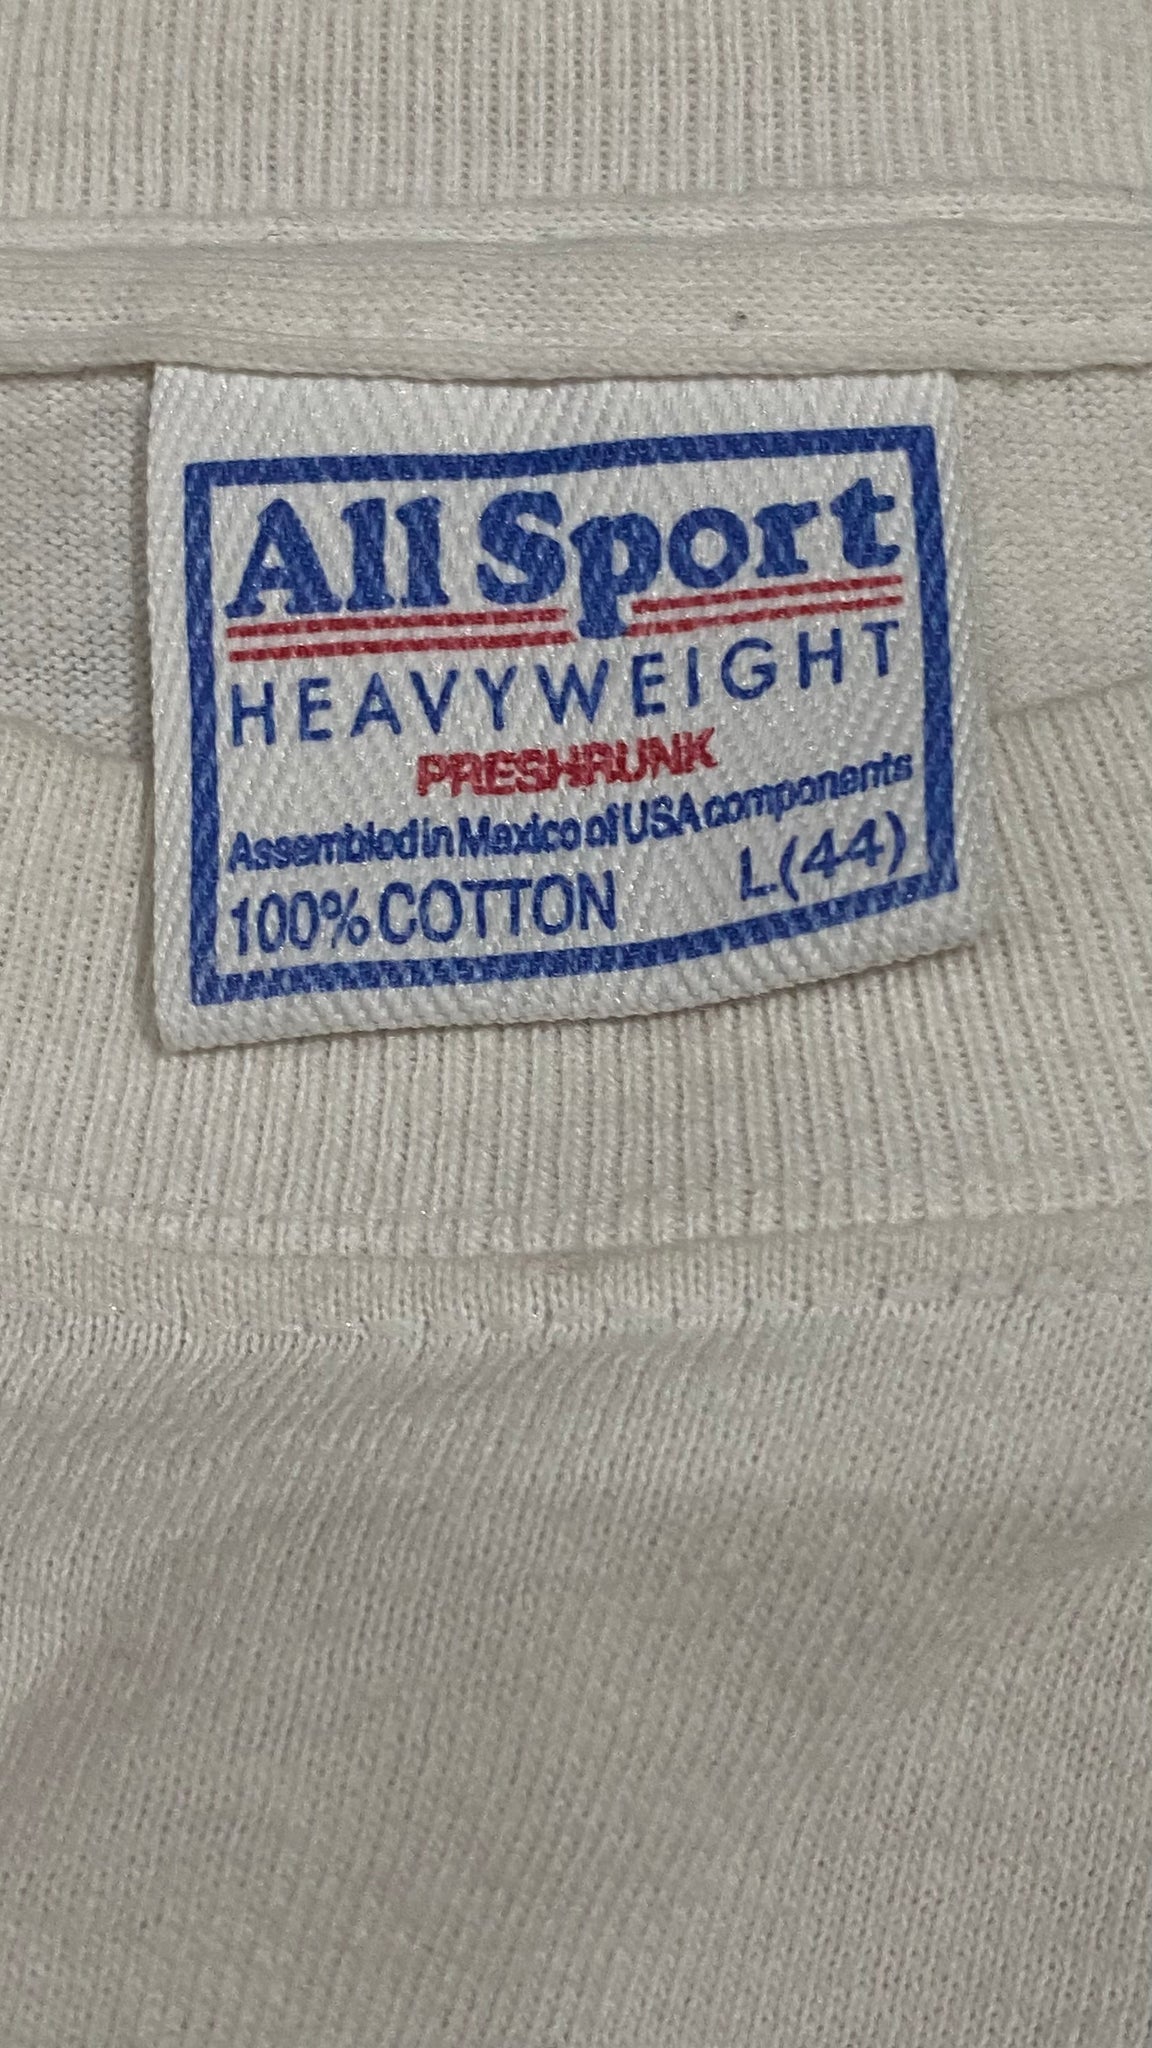 All Sport
HEAVYWEIGHT
PRESHRUNK
Assembled in Mexico of USA components
100% COTTON L(44)